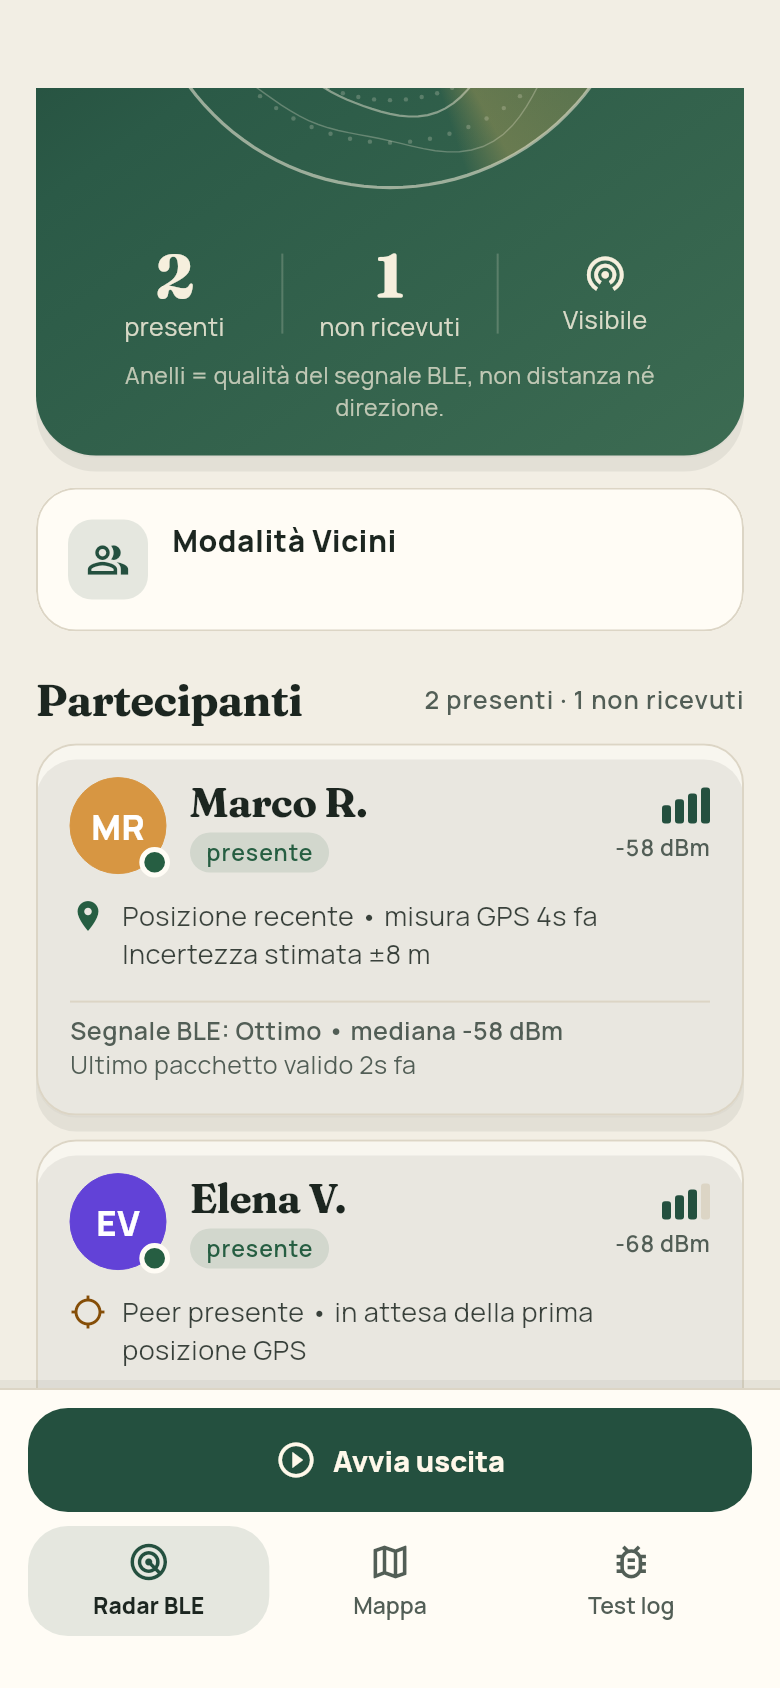 2
presenti
1
non ricevuti
Visibile
Anelli = qualità del segnale BLE, non distanza né
direzione.
Modalità Vicini
Partecipanti
2 presenti · 1 non ricevuti
MR
Marco R.
presente
-58 dBm
Posizione recente • misura GPS 4s fa
Incertezza stimata ±8 m
Segnale BLE: Ottimo • mediana -58 dBm
Ultimo pacchetto valido 2s fa
EV
Elena V.
presente
-68 dBm
Peer presente • in attesa della prima
posizione GPS
Avvia uscita
Radar BLE
Mappa
Test log